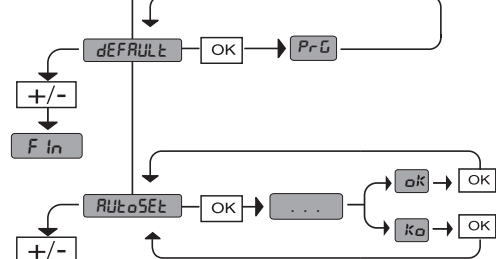 dEFAULt OK PrG
+/-
F In
oK OK
AUtoSEt OK ...
Ko OK
+/-